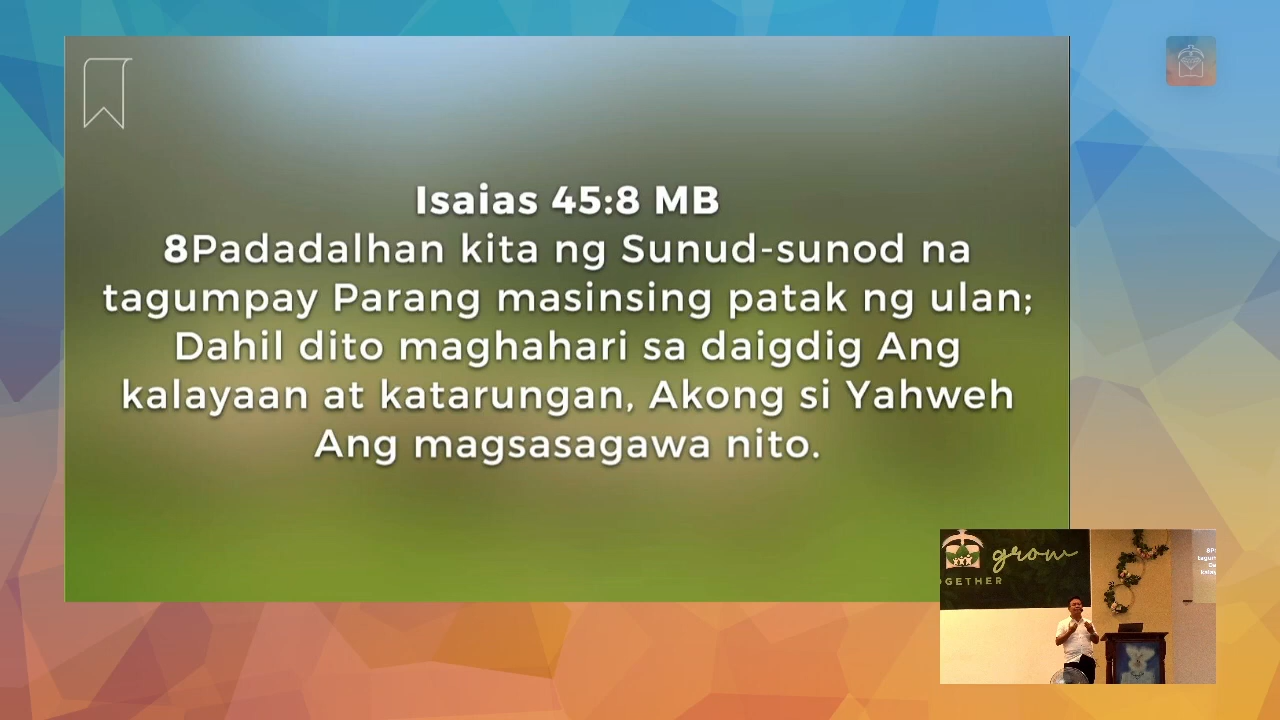 Isaias 45:8 MB
8Padadalhan kita ng Sunud-sunod na
tagumpay Parang masinsing patak ng ulan;
Dahil dito maghahari sa daigdig Ang
kalayaan at katarungan, Akong si Yahweh
Ang magsasagawa nito.
grow
OGETHER